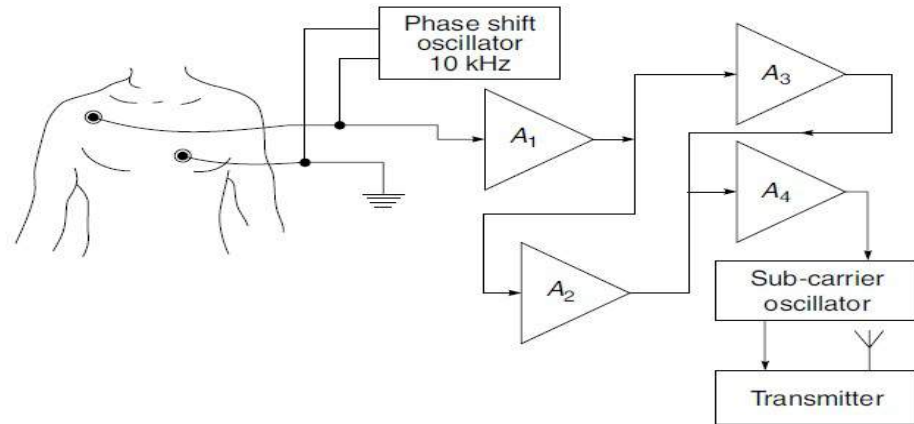 Phase shift
oscillator
10 kHz
A1
A2
A3
A4
Sub-carrier
oscillator
Transmitter